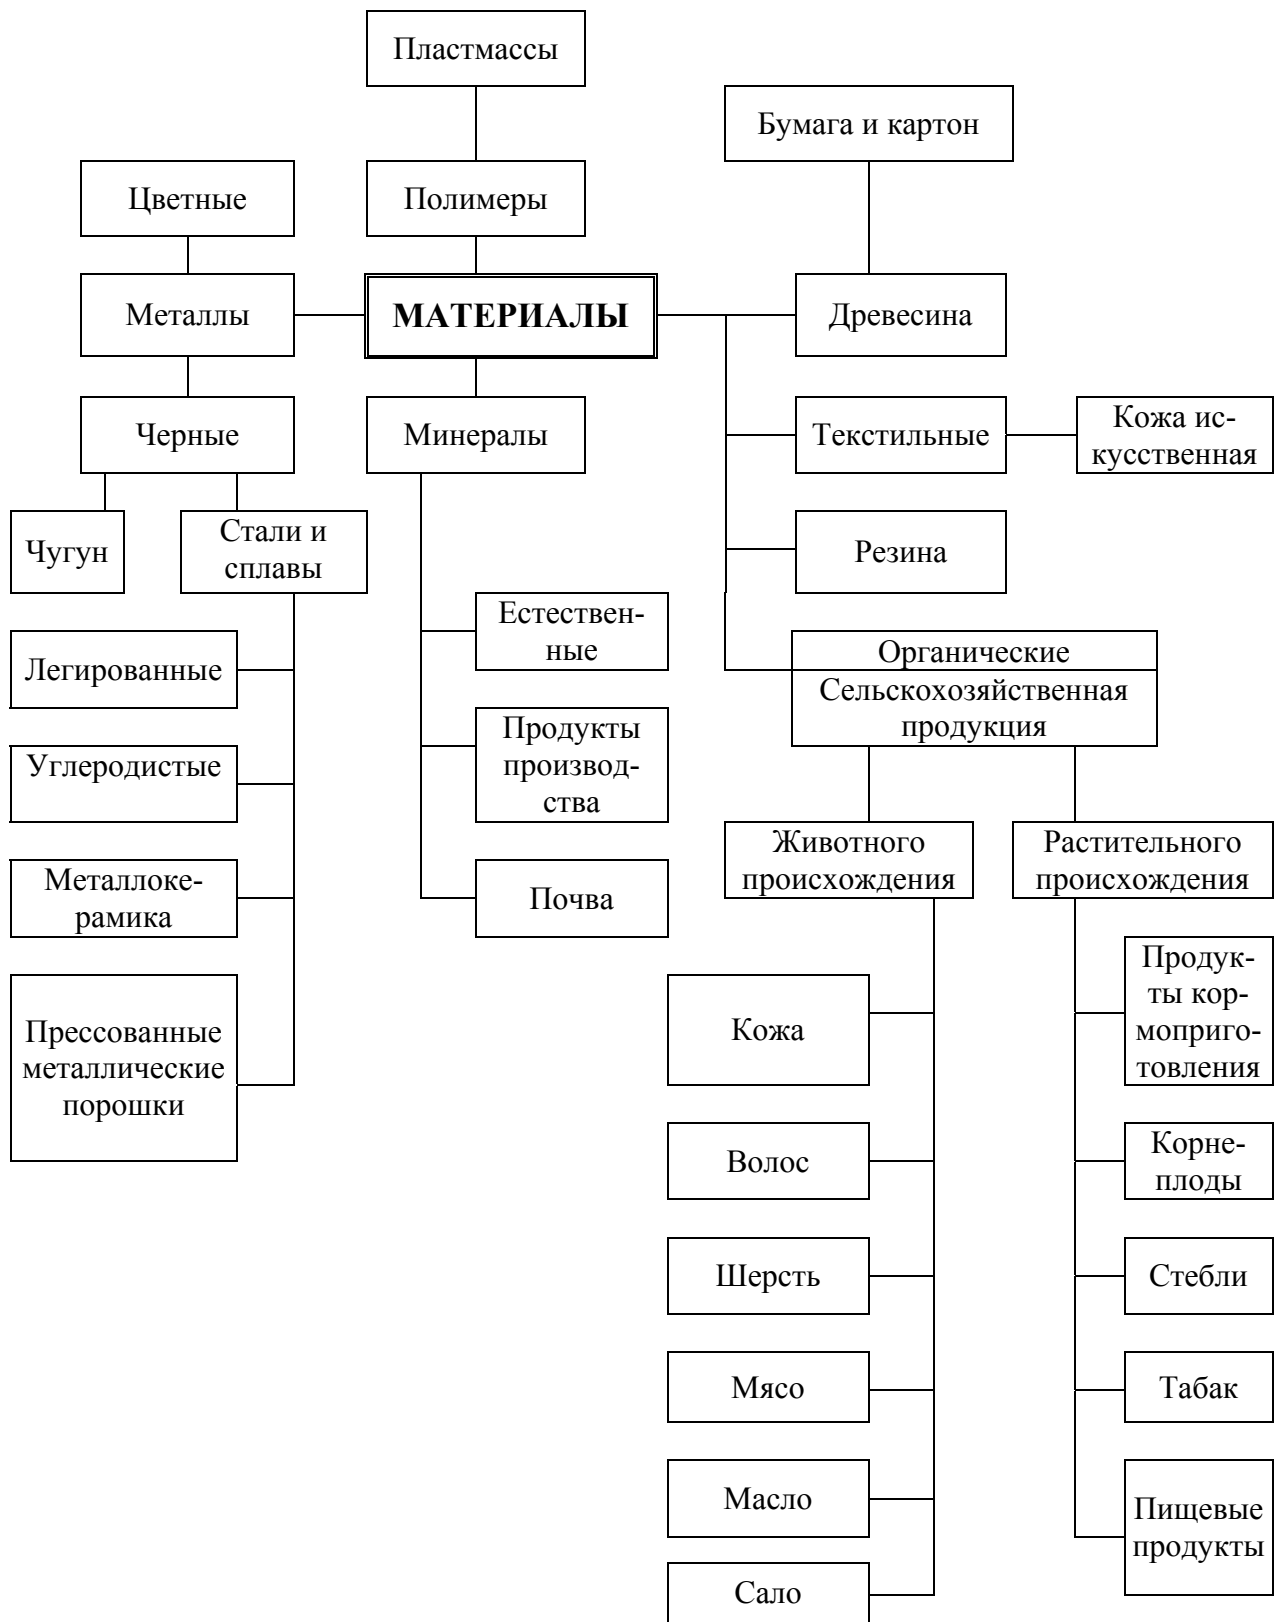 Пластмассы
Бумага и картон
Цветные
Полимеры
Металлы
МАТЕРИАЛЫ
Древесина
Черные
Минералы
Текстильные
Кожа ис-
кусственная
Чугун
Стали и
сплавы
Резина
Естествен-
ные
Легированные
Органические
Сельскохозяйственная
продукция
Углеродистые
Продукты
производ-
ства
Животного
происхождения
Растительного
происхождения
Металлоке-
рамика
Почва
Прессованные
металлические
порошки
Кожа
Продук-
ты кор-
моприго-
товления
Волос
Корне-
плоды
Шерсть
Стебли
Мясо
Табак
Масло
Пищевые
продукты
Сало